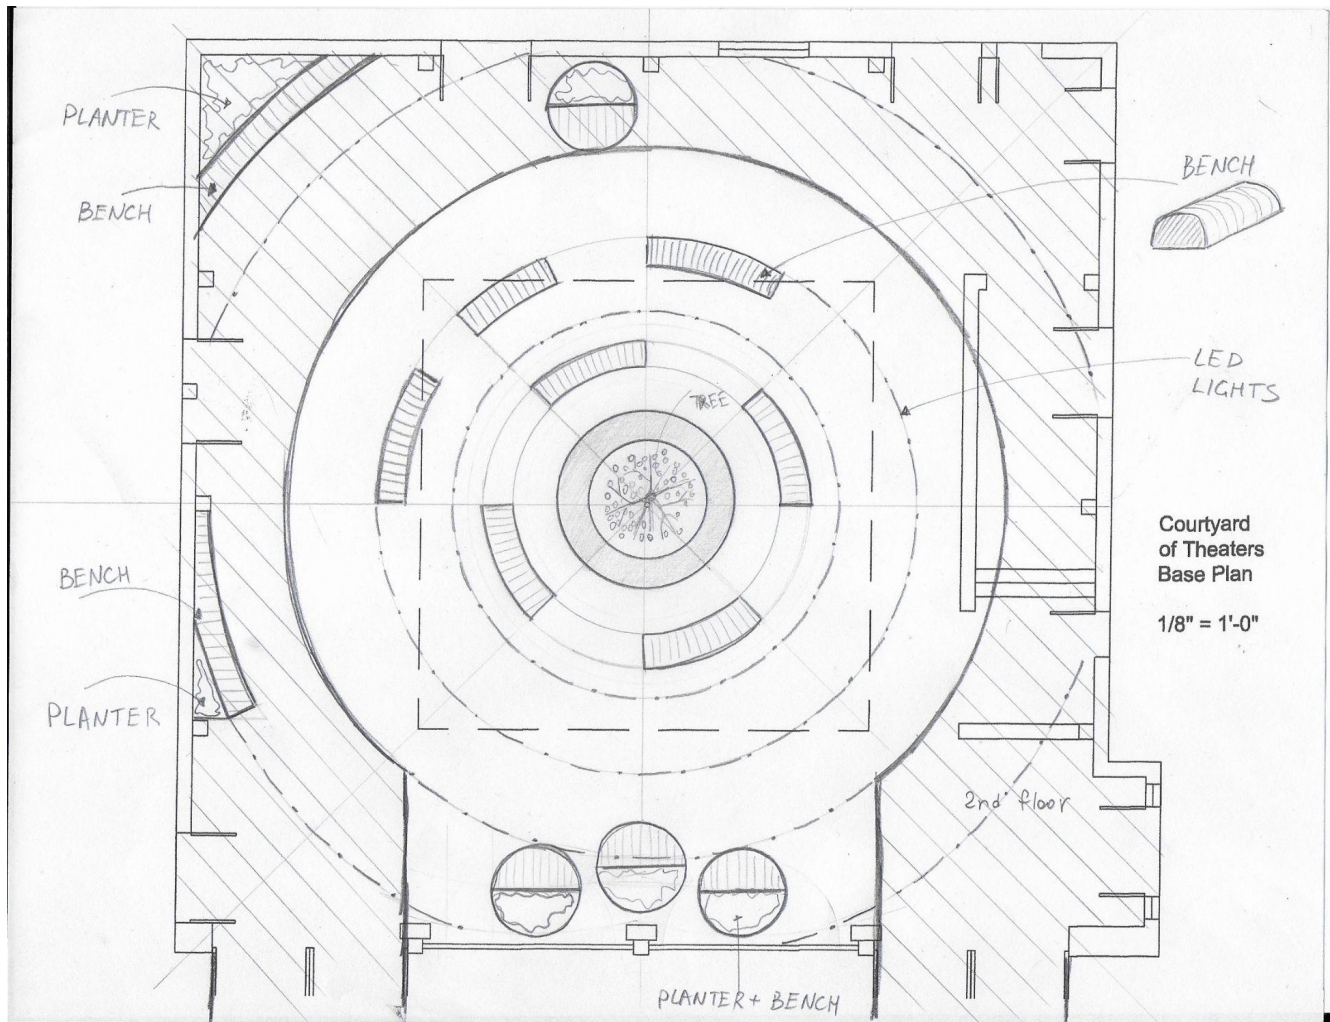 PLANTER
BENCH
BENCH
TREE
LED
LIGHTS
Courtyard
of Theaters
Base Plan
1/8" = 1'-0"
BENCH
PLANTER
2nd floor
PLANTER + BENCH